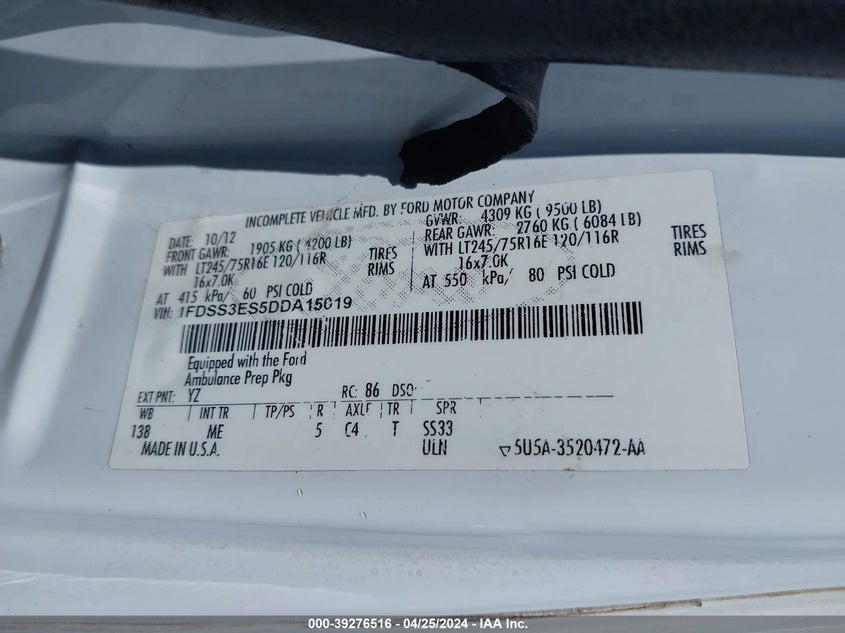 INCOMPLETE VEHICLE MFD. BY FORD MOTOR COMPANY
DATE: 10/12 GVWR: 4309 KG ( 9500 LB)
FRONT GAWR: 1905 KG ( 4200 LB) REAR GAWR: 2760 KG ( 6084 LB)
WITH LT245/75R16E 120/116R TIRES WITH LT245/75R16E 120/116R TIRES
16x7.0K RIMS 16x7.0K RIMS
AT 415 kPa/ 60 PSI COLD AT 550 kPa/ 80 PSI COLD
VIN: 1FDSS3ES5DDA15019
Equipped with the Ford
Ambulance Prep Pkg
EXT PNT: YZ RC: 86 DSO:
WB INT TR TP/PS R AXLE TR SPR
138 ME 5 C4 T SS33
MADE IN U.S.A. ULN ▽5U5A-3520472-AA
000-39276516 - 04/25/2024 - IAA Inc.